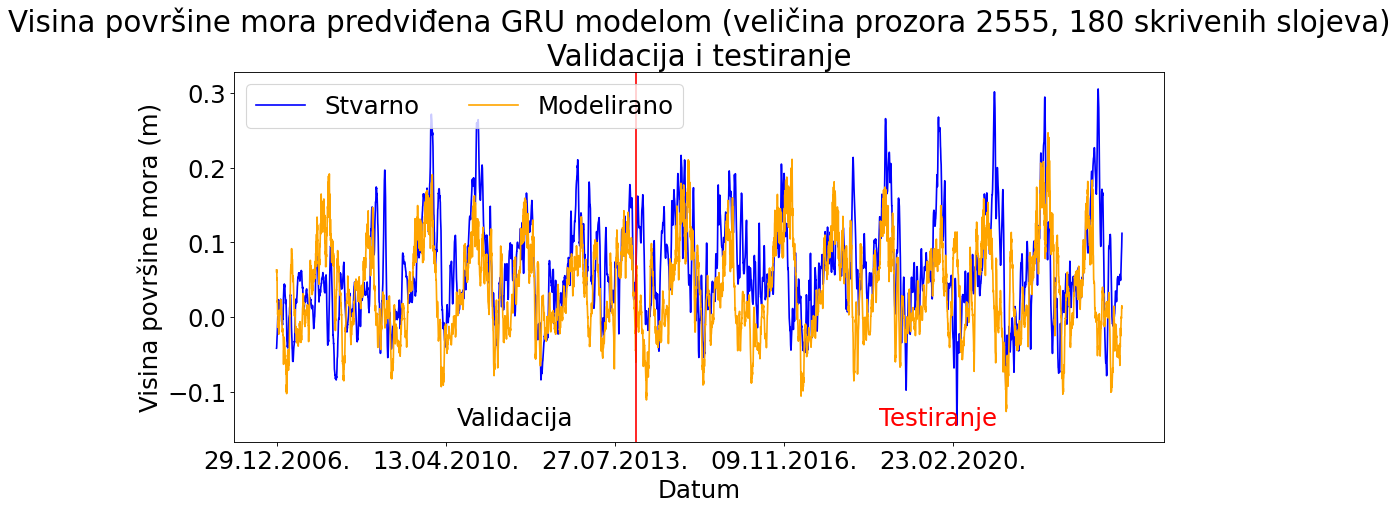 Visina površine mora predviđena GRU modelom (veličina prozora 2555, 180 skrivenih slojeva)
Validacija i testiranje
Stvarno Modelirano
Visina površine mora (m)
0.3
0.2
0.1
0.0
−0.1
Validacija
Testiranje
29.12.2006. 13.04.2010. 27.07.2013. 09.11.2016. 23.02.2020.
Datum